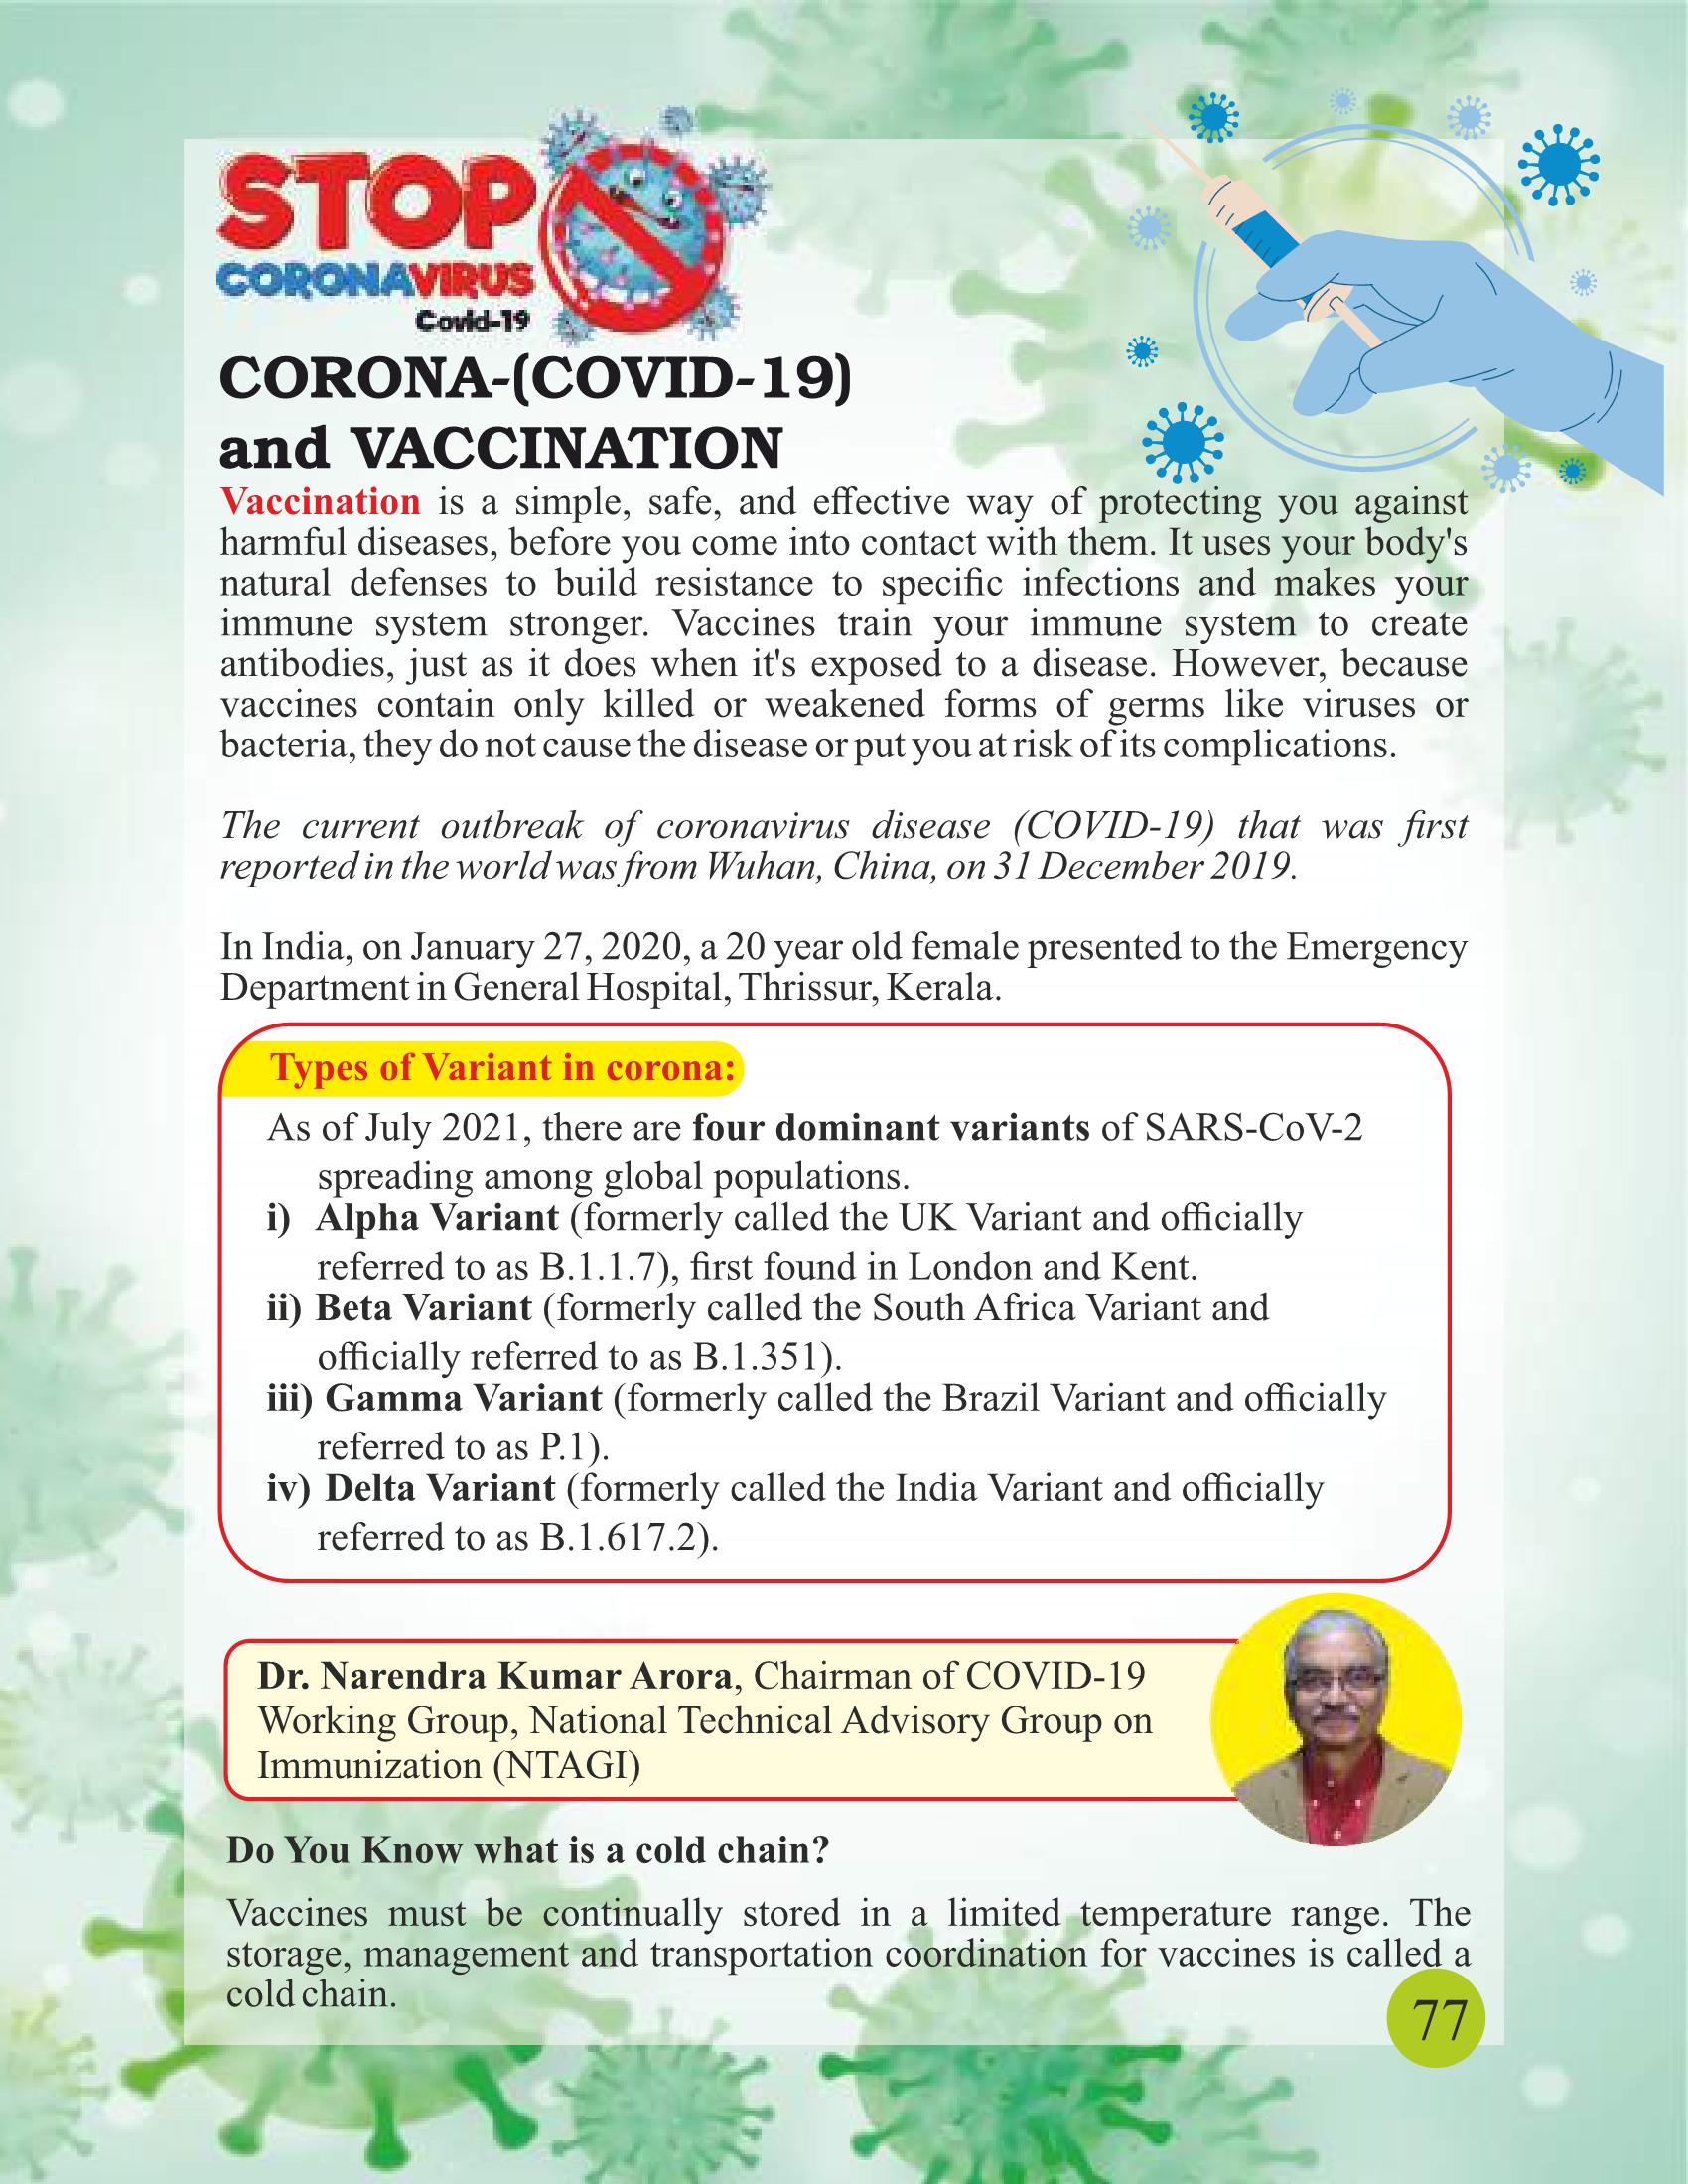 STOP
CORONAVIRUS
Covid-19
CORONA-(COVID-19)
and VACCINATION
Vaccination is a simple, safe, and effective way of protecting you against
harmful diseases, before you come into contact with them. It uses your body's
natural defenses to build resistance to specific infections and makes your
immune system stronger. Vaccines train your immune system to create
antibodies, just as it does when it's exposed to a disease. However, because
vaccines contain only killed or weakened forms of germs like viruses or
bacteria, they do not cause the disease or put you at risk of its complications.
The current outbreak of coronavirus disease (COVID-19) that was first
reported in the world was from Wuhan, China, on 31 December 2019.
In India, on January 27, 2020, a 20 year old female presented to the Emergency
Department in General Hospital, Thrissur, Kerala.
Types of Variant in corona:
As of July 2021, there are four dominant variants of SARS-CoV-2
spreading among global populations.
i) Alpha Variant (formerly called the UK Variant and officially
referred to as B.1.1.7), first found in London and Kent.
ii) Beta Variant (formerly called the South Africa Variant and
officially referred to as B.1.351).
iii) Gamma Variant (formerly called the Brazil Variant and officially
referred to as P.1).
iv) Delta Variant (formerly called the India Variant and officially
referred to as B.1.617.2).
Dr. Narendra Kumar Arora, Chairman of COVID-19
Working Group, National Technical Advisory Group on
Immunization (NTAGI)
Do You Know what is a cold chain?
Vaccines must be continually stored in a limited temperature range. The
storage, management and transportation coordination for vaccines is called a
cold chain.
77